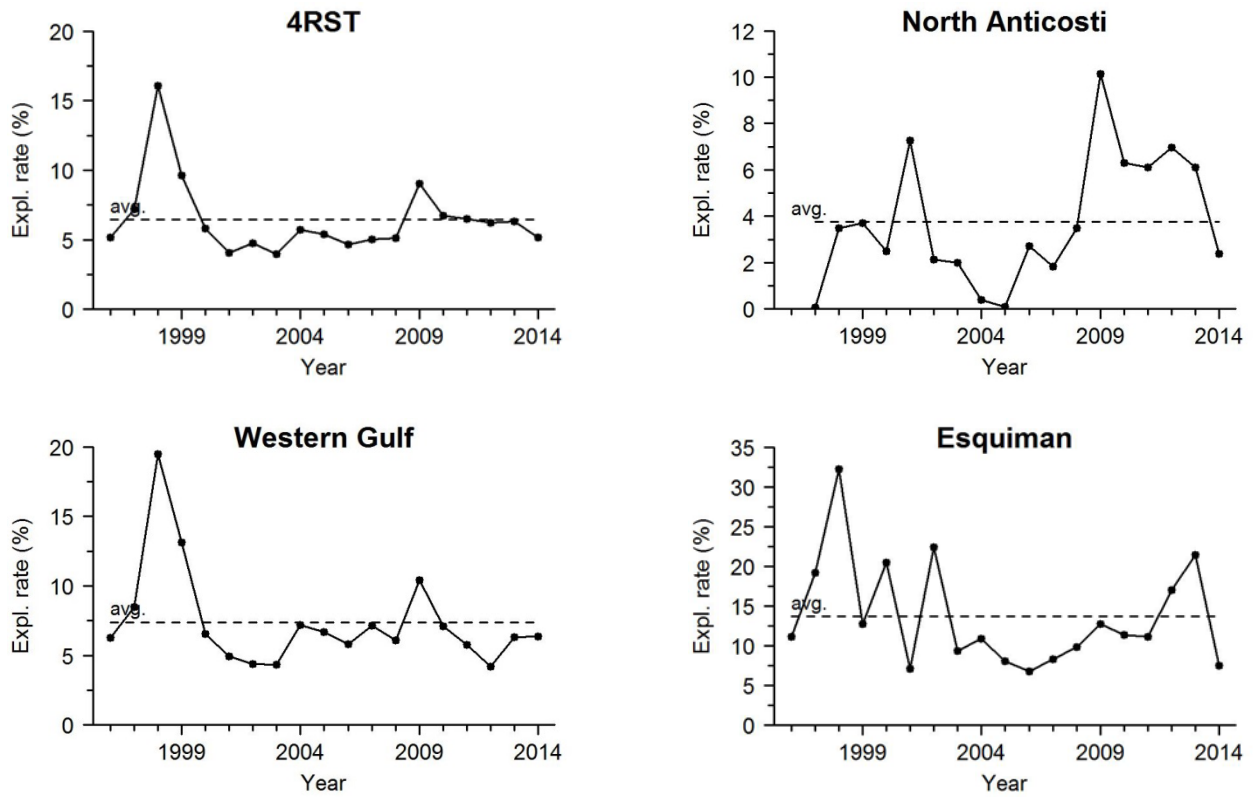 4RST
20
15
10
5
0
Expl. rate (%)
avg.
1999
2004
2009
2014
Year
North Anticosti
12
10
8
6
4
2
0
Expl. rate (%)
avg.
1999
2004
2009
2014
Year
Western Gulf
20
15
10
5
0
Expl. rate (%)
avg.
1999
2004
2009
2014
Year
Esquiman
35
30
25
20
15
10
5
0
Expl. rate (%)
avg.
1999
2004
2009
2014
Year